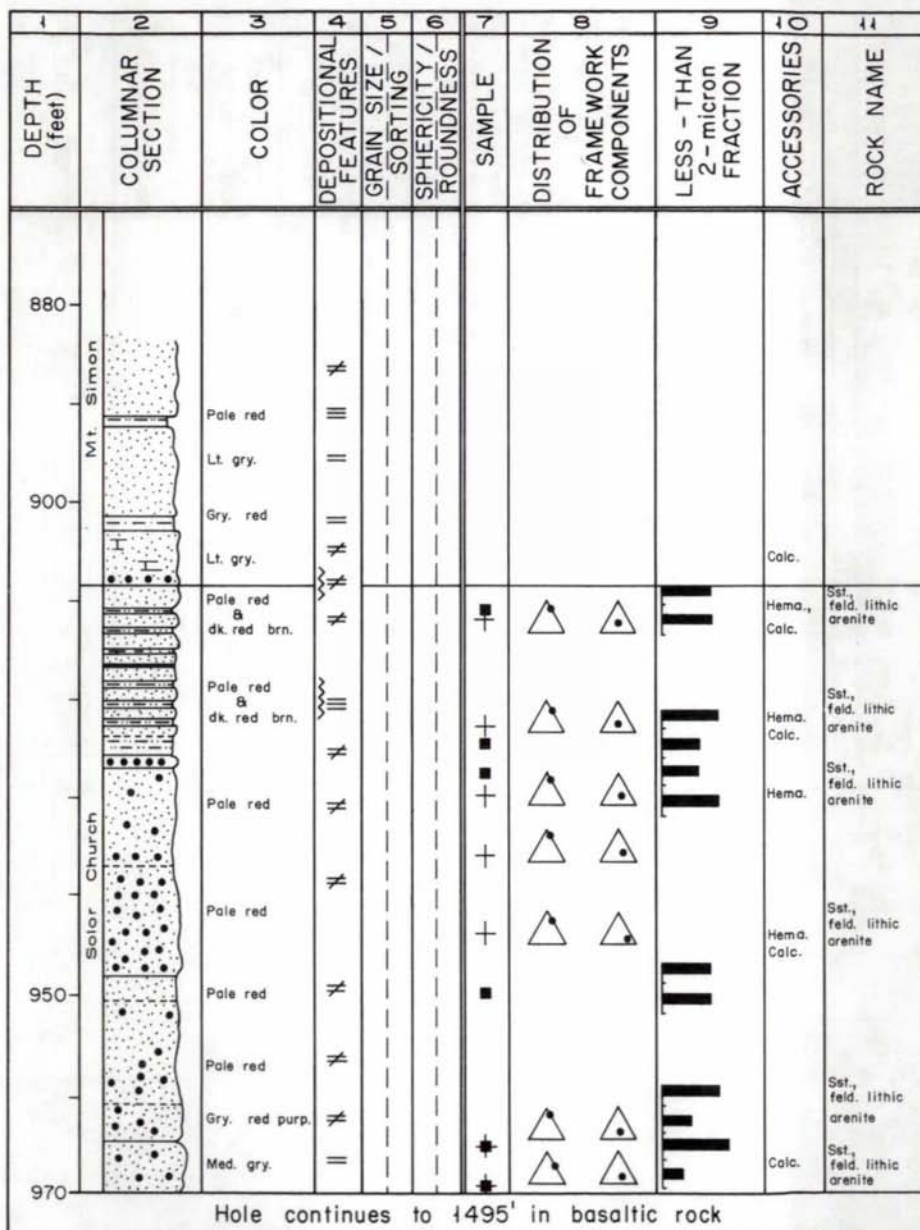 1
2
3
4
5
6
7
8
9
10
11
DEPTH
(feet)
COLUMNAR
SECTION
COLOR
DEPOSITIONAL
FEATURES
GRAIN SIZE /
SORTING
SPHERICITY /
ROUNDNESS
SAMPLE
DISTRIBUTION
OF
FRAMEWORK
COMPONENTS
LESS - THAN
2-micron
FRACTION
ACCESSORIES
ROCK NAME
880
900
950
970
Mt. Simon
Solor Church
Pale red
Lt. gry.
Gry. red
Lt. gry.
Calc.
Pale red
&
dk. red brn.
Hema.,
Calc.
Sst.,
feld. lithic
arenite
Pale red
&
dk. red brn.
Hema.
Calc.
Sst.,
feld. lithic
arenite
Pale red
Hema.
Sst.,
feld. lithic
arenite
Pale red
Hema.
Calc.
Sst.,
feld. lithic
arenite
Pale red
Pale red
Gry. red purp.
Sst.,
feld. lithic
arenite
Med. gry.
Calc.
Sst.,
feld. lithic
arenite
Hole continues to 1495' in basaltic rock